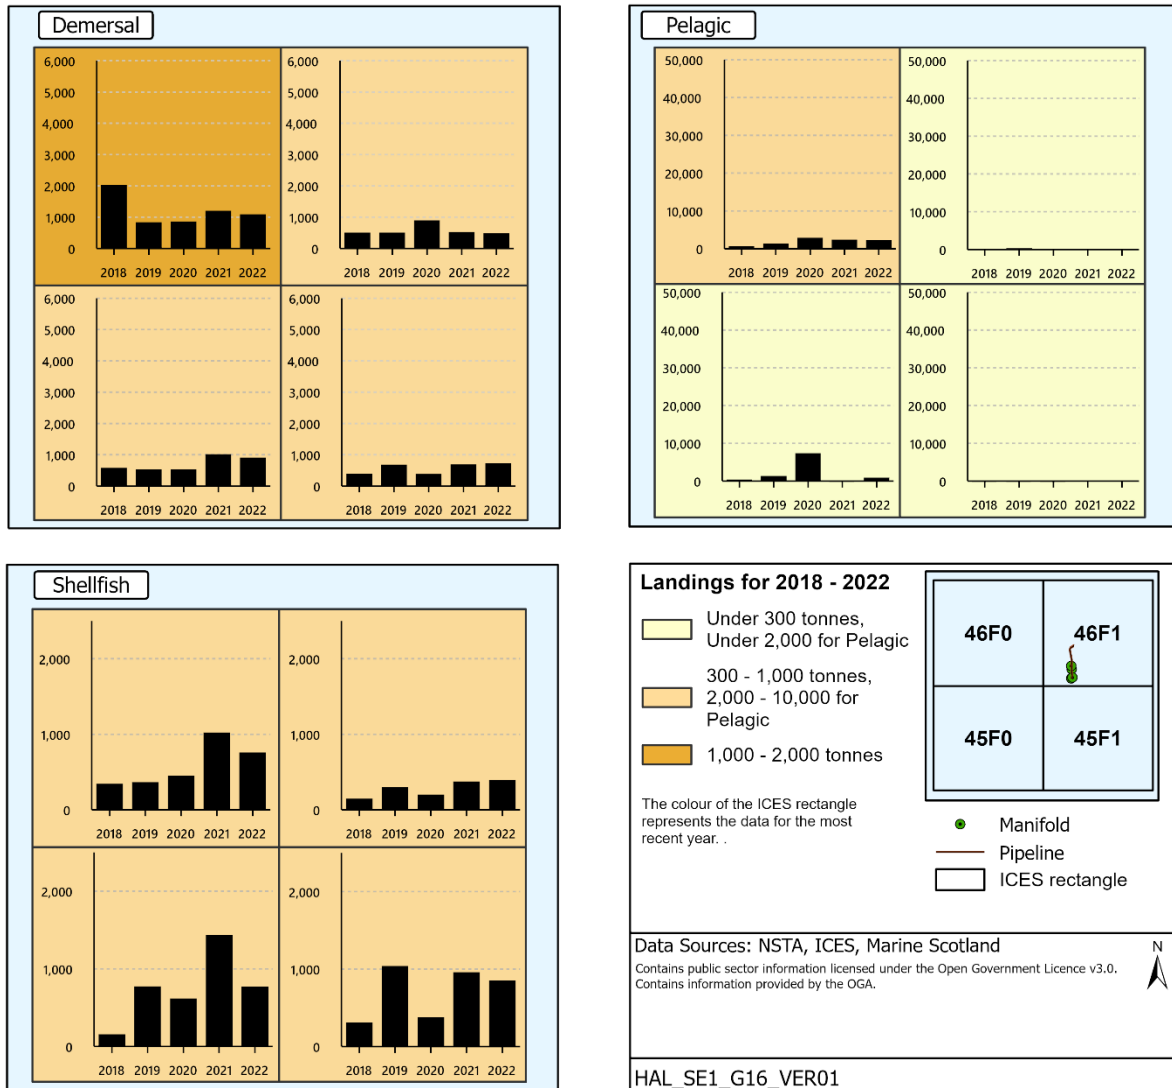 Demersal
6,000
5,000
4,000
3,000
2,000
1,000
0
2018 2019 2020 2021 2022
6,000
5,000
4,000
3,000
2,000
1,000
0
2018 2019 2020 2021 2022
6,000
5,000
4,000
3,000
2,000
1,000
0
2018 2019 2020 2021 2022
6,000
5,000
4,000
3,000
2,000
1,000
0
2018 2019 2020 2021 2022
Pelagic
50,000
40,000
30,000
20,000
10,000
0
2018 2019 2020 2021 2022
50,000
40,000
30,000
20,000
10,000
0
2018 2019 2020 2021 2022
50,000
40,000
30,000
20,000
10,000
0
2018 2019 2020 2021 2022
50,000
40,000
30,000
20,000
10,000
0
2018 2019 2020 2021 2022
Shellfish
2,000
1,000
0
2018 2019 2020 2021 2022
2,000
1,000
0
2018 2019 2020 2021 2022
2,000
1,000
0
2018 2019 2020 2021 2022
2,000
1,000
0
2018 2019 2020 2021 2022
Landings for 2018 - 2022
Under 300 tonnes,
Under 2,000 for Pelagic
300 - 1,000 tonnes,
2,000 - 10,000 for
Pelagic
1,000 - 2,000 tonnes
The colour of the ICES rectangle
represents the data for the most
recent year. .
46F0 46F1
45F0 45F1
Manifold
Pipeline
ICES rectangle
Data Sources: NSTA, ICES, Marine Scotland
Contains public sector information licensed under the Open Government Licence v3.0.
Contains information provided by the OGA.
N
HAL_SE1_G16_VER01